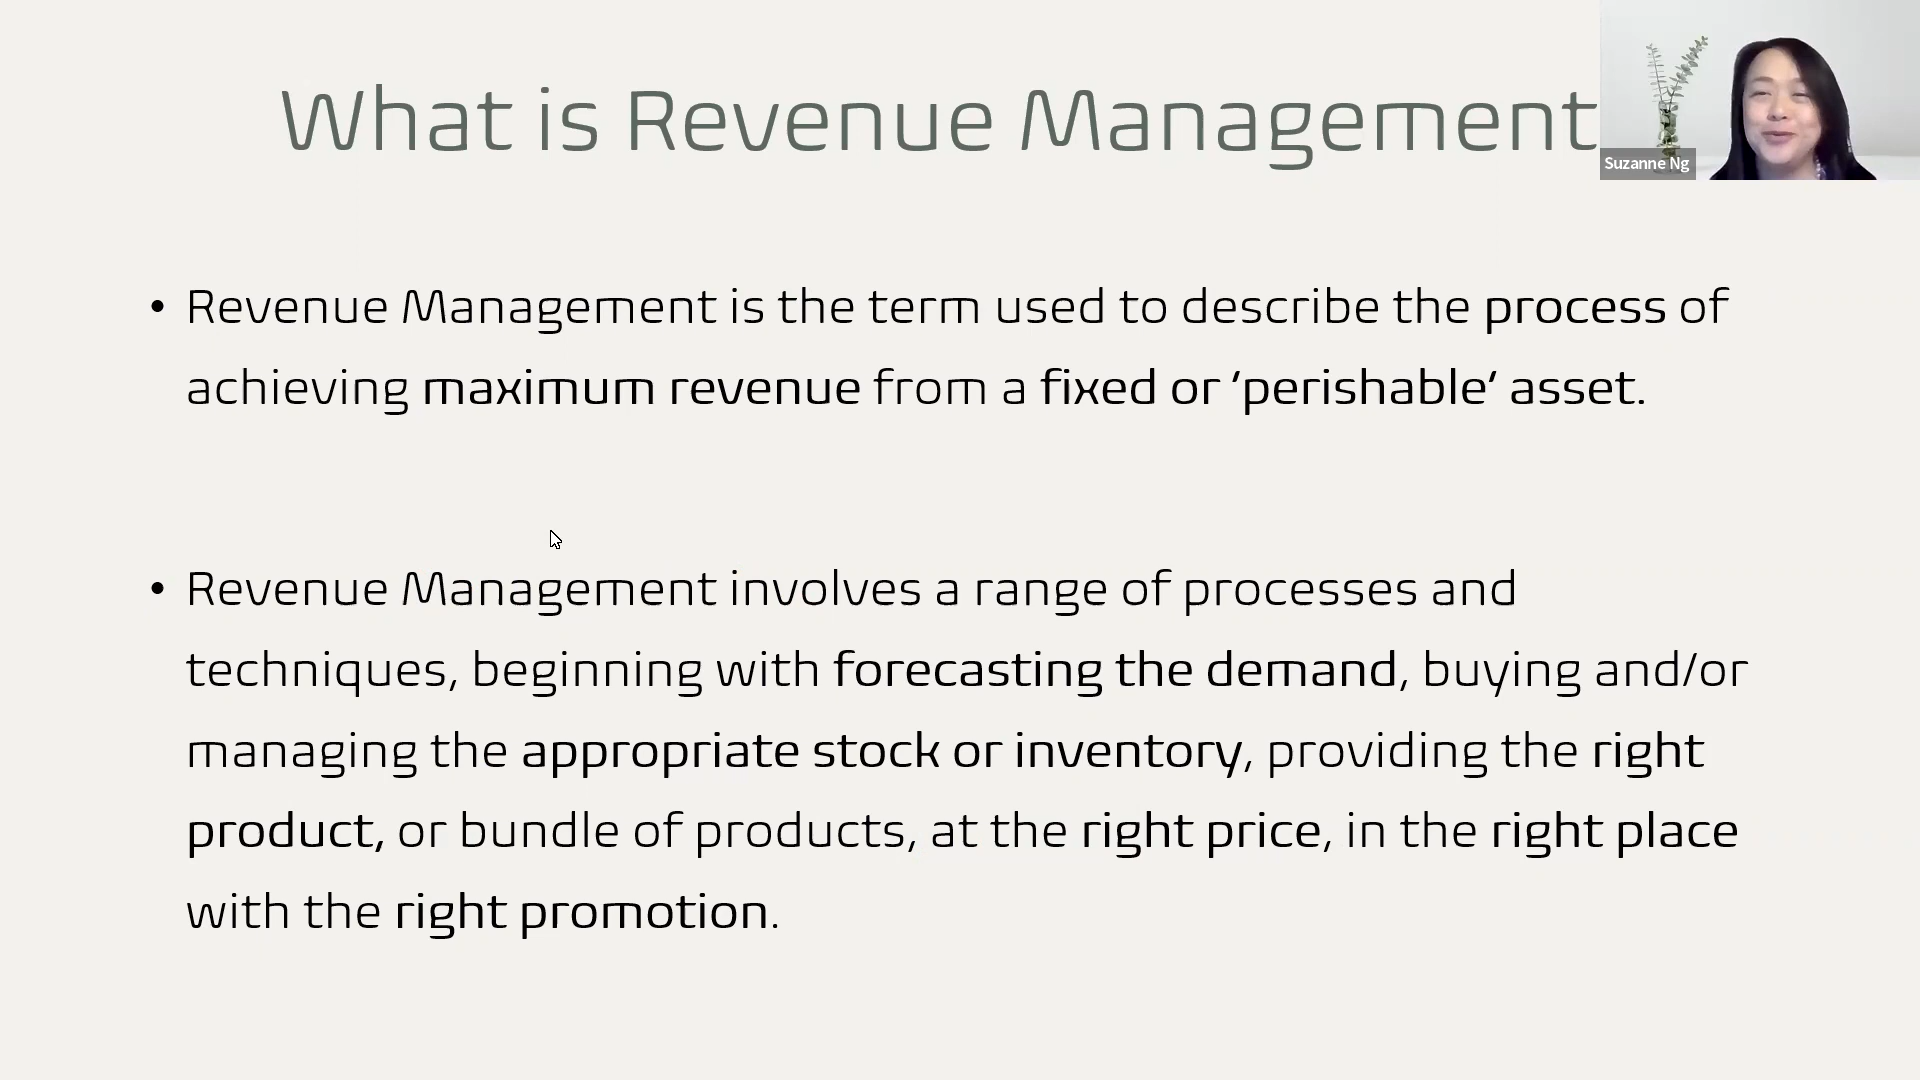 What is Revenue Management
Suzanne Ng
• Revenue Management is the term used to describe the process of
achieving maximum revenue from a fixed or ‘perishable‘ asset.
• Revenue Management involves a range of processes and
techniques, beginning with forecasting the demand, buying and/or
managing the appropriate stock or inventory, providing the right
product, or bundle of products, at the right price, in the right place
with the right promotion.